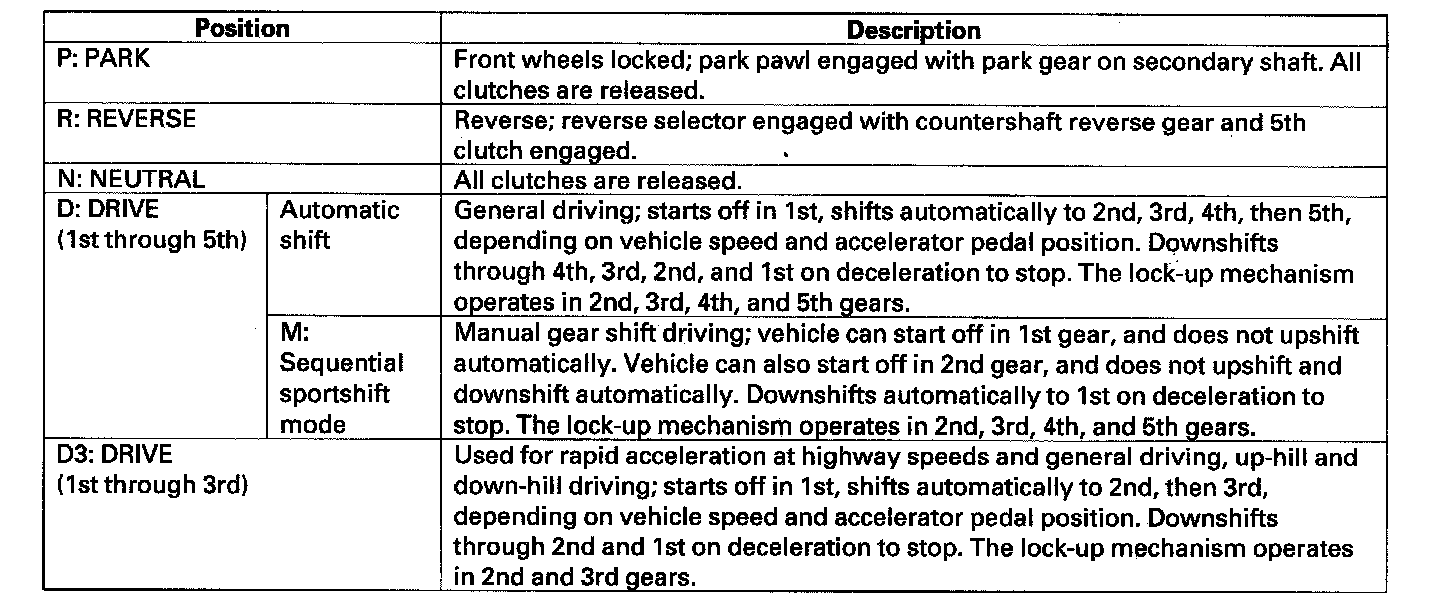 Position
Description
P: PARK
Front wheels locked; park pawl engaged with park gear on secondary shaft. All
clutches are released.
R: REVERSE
Reverse; reverse selector engaged with countershaft reverse gear and 5th
clutch engaged.
N: NEUTRAL
All clutches are released.
D: DRIVE
(1st through 5th)
Automatic
shift
General driving; starts off in 1st, shifts automatically to 2nd, 3rd, 4th, then 5th,
depending on vehicle speed and accelerator pedal position. Downshifts
through 4th, 3rd, 2nd, and 1st on deceleration to stop. The lock-up mechanism
operates in 2nd, 3rd, 4th, and 5th gears.
M:
Sequential
sportshift
mode
Manual gear shift driving; vehicle can start off in 1st gear, and does not upshift
automatically. Vehicle can also start off in 2nd gear, and does not upshift and
downshift automatically. Downshifts automatically to 1st on deceleration to
stop. The lock-up mechanism operates in 2nd, 3rd, 4th, and 5th gears.
D3: DRIVE
(1st through 3rd)
Used for rapid acceleration at highway speeds and general driving, up-hill and
down-hill driving; starts off in 1st, shifts automatically to 2nd, then 3rd,
depending on vehicle speed and accelerator pedal position. Downshifts
through 2nd and 1st on deceleration to stop. The lock-up mechanism operates
in 2nd and 3rd gears.